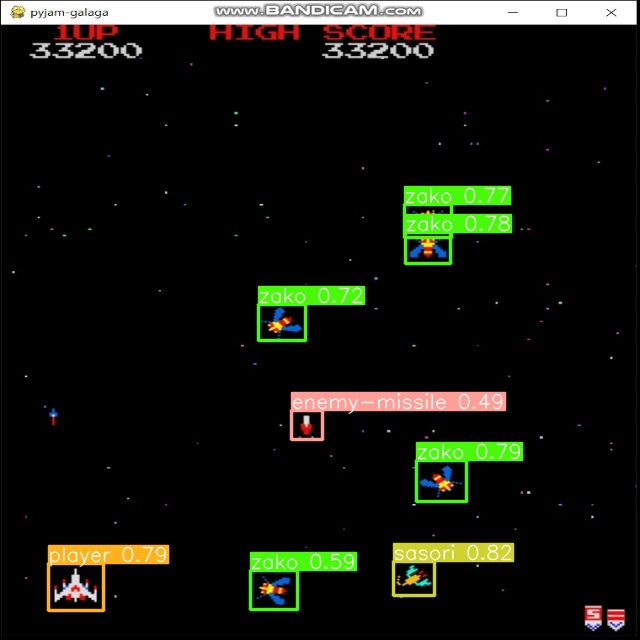 pyjam-galaga
www.BANDICAM.com
1UP HIGH SCORE
33200 33200
zako 0.77
zako 0.78
zako 0.72
enemy-missile 0.49
zako 0.79
player 0.79
zako 0.59
sasori 0.82
5